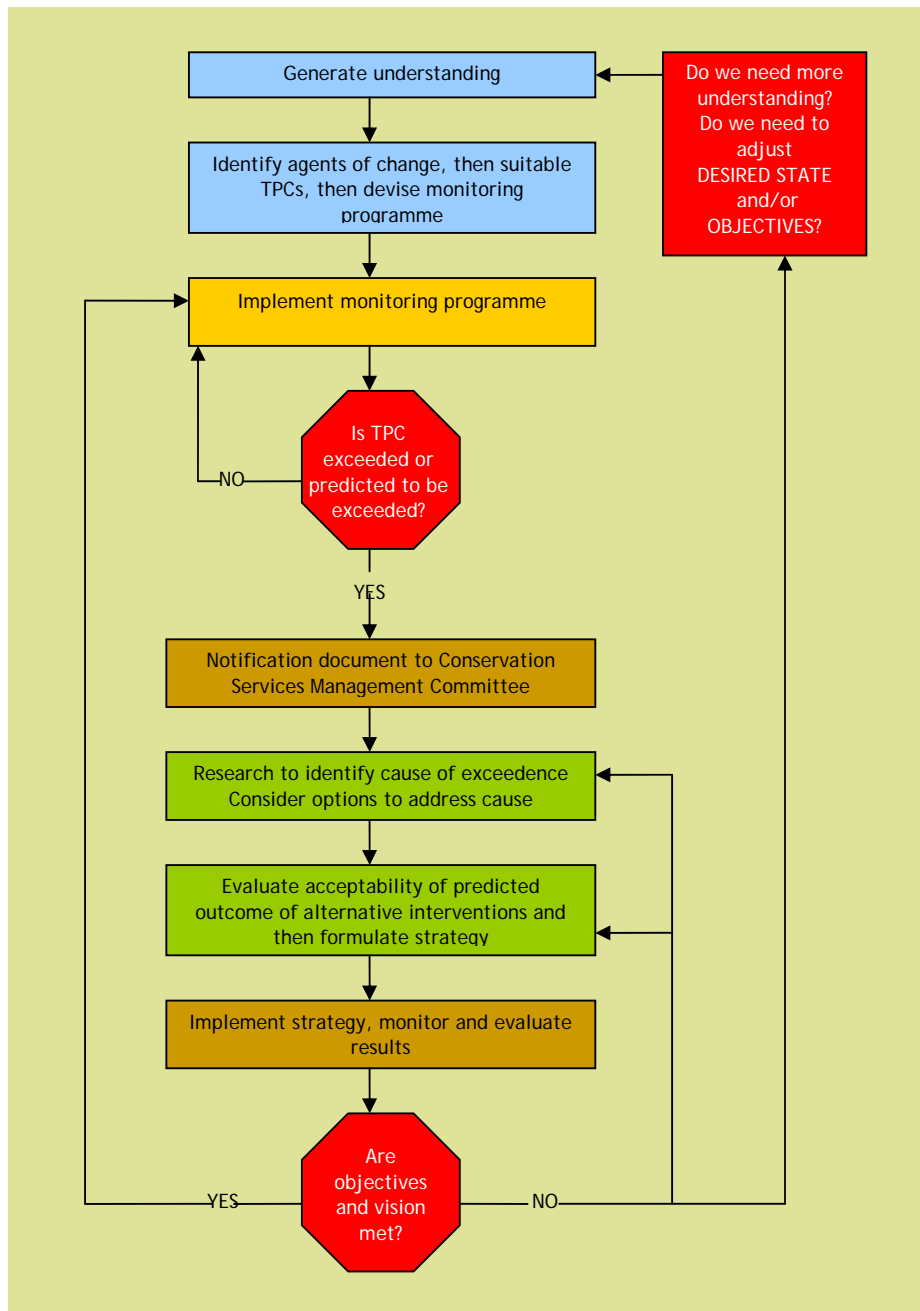 Generate understanding
Do we need more
understanding?
Do we need to
adjust
DESIRED STATE
and/or
OBJECTIVES?
Identify agents of change, then suitable
TPCs, then devise monitoring
programme
Implement monitoring programme
Is TPC
exceeded or
predicted to be
exceeded?
NO
YES
Notification document to Conservation
Services Management Committee
Research to identify cause of exceedence
Consider options to address cause
Evaluate acceptability of predicted
outcome of alternative interventions and
then formulate strategy
Implement strategy, monitor and evaluate
results
Are
objectives
and vision
met?
YES
NO